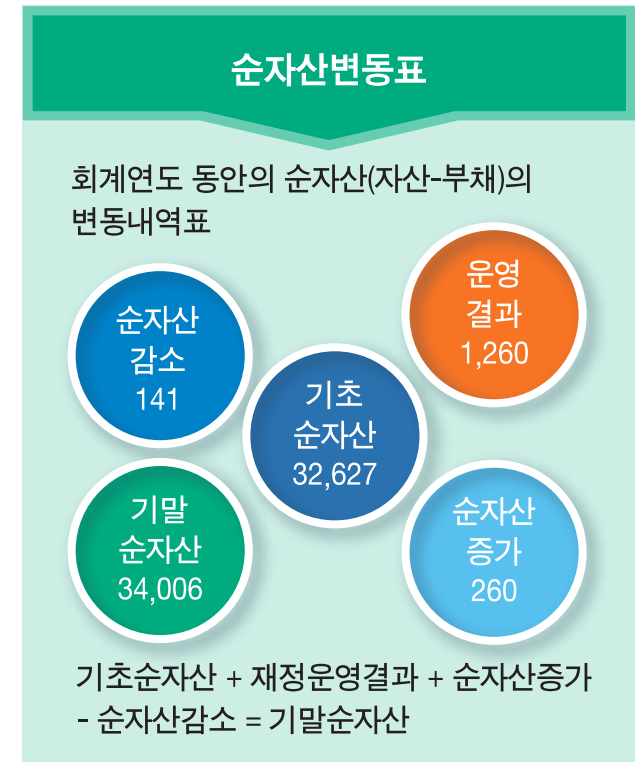 순자산변동표
회계연도 동안의 순자산(자산-부채)의
변동내역표
순자산
감소
141
운영
결과
1,260
기초
순자산
32,627
기말
순자산
34,006
순자산
증가
260
기초순자산 + 재정운영결과 + 순자산증가
- 순자산감소 = 기말순자산